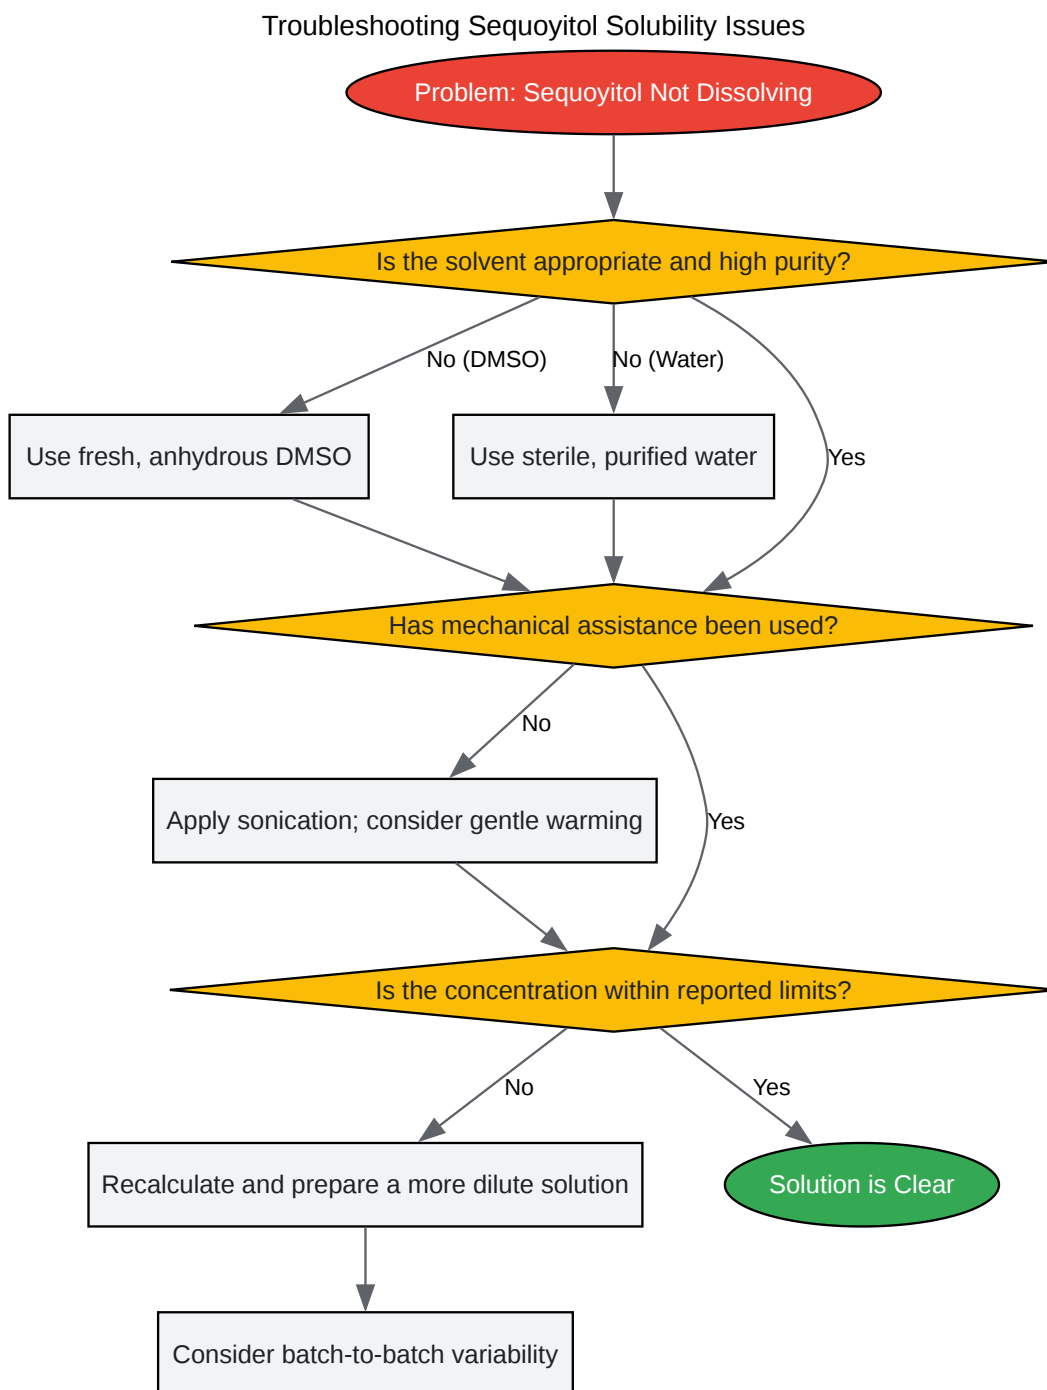 Troubleshooting Sequoyitol Solubility Issues
Problem: Sequoyitol Not Dissolving
Is the solvent appropriate and high purity?
No (DMSO)
No (Water)
Yes
Use fresh, anhydrous DMSO
Use sterile, purified water
Has mechanical assistance been used?
No
Yes
Apply sonication; consider gentle warming
Is the concentration within reported limits?
No
Yes
Recalculate and prepare a more dilute solution
Solution is Clear
Consider batch-to-batch variability